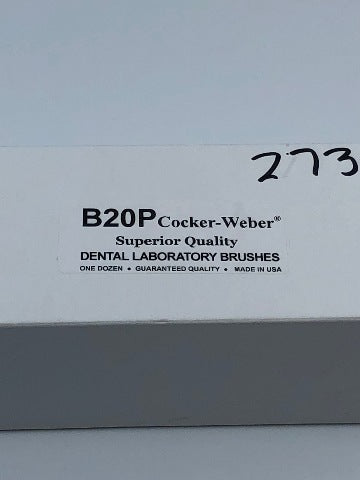 273
B20P Cocker-Weber®
Superior Quality
DENTAL LABORATORY BRUSHES
ONE DOZEN • GUARANTEED QUALITY • MADE IN USA